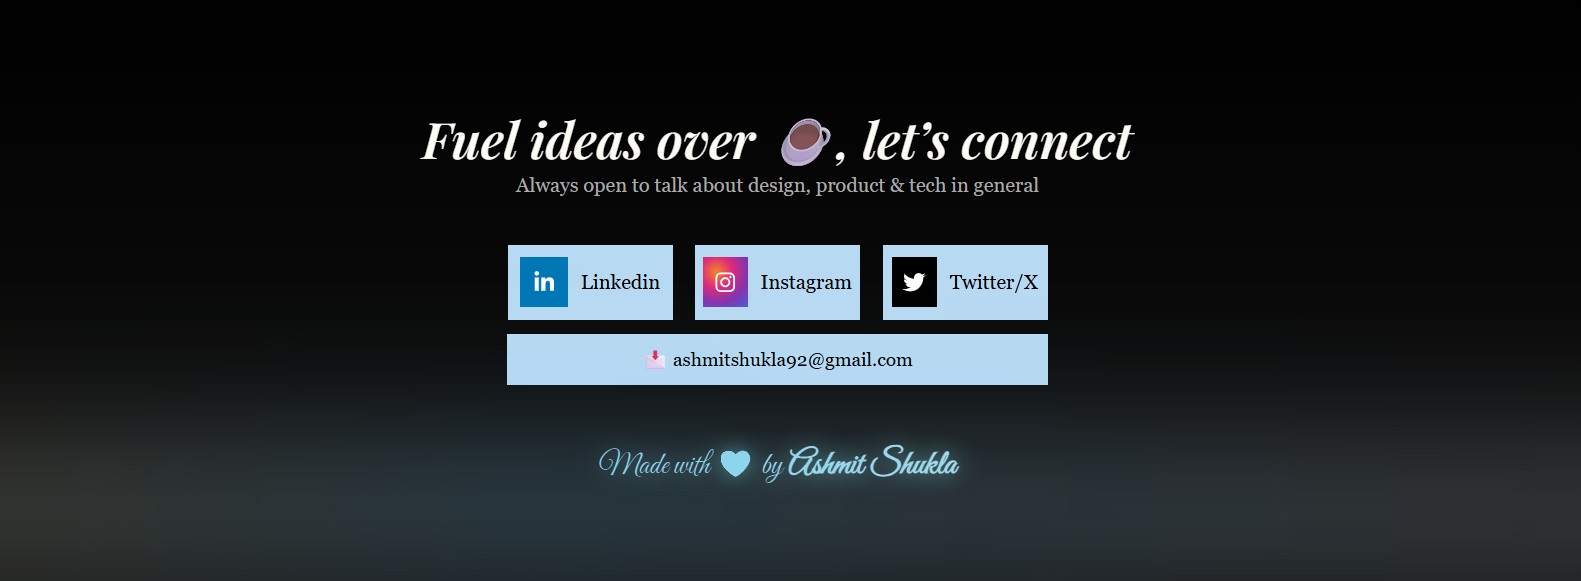 Fuel ideas over ☕, let’s connect
Always open to talk about design, product & tech in general
in Linkedin
Instagram
Twitter/X
📩 ashmitshukla92@gmail.com
Made with 🩵 by Ashmit Shukla